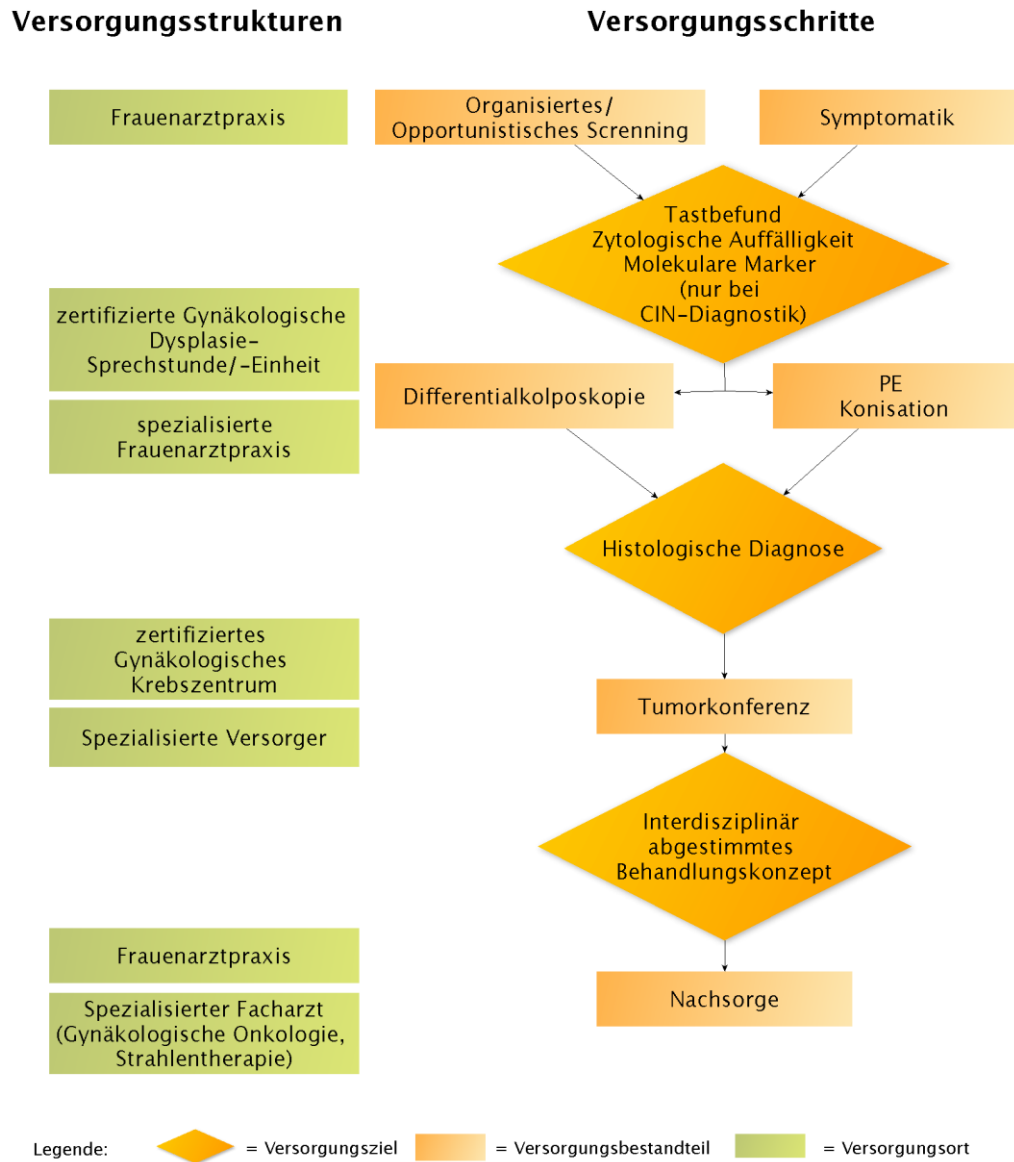 Versorgungsstrukturen
Versorgungsschritte
Frauenarztpraxis
Organisiertes/
Opportunistisches Screnning
Symptomatik
Tastbefund
Zytologische Auffälligkeit
Molekulare Marker
(nur bei
CIN-Diagnostik)
zertifizierte Gynäkologische
Dysplasie-
Sprechstunde/-Einheit
Differentialkolposkopie
PE
Konisation
spezialisierte
Frauenarztpraxis
Histologische Diagnose
zertifiziertes
Gynäkologisches
Krebszentrum
Tumorkonferenz
Spezialisierte Versorger
Interdisziplinär
abgestimmtes
Behandlungskonzept
Frauenarztpraxis
Nachsorge
Spezialisierter Facharzt
(Gynäkologische Onkologie,
Strahlentherapie)
Legende:
= Versorgungsziel
= Versorgungsbestandteil
= Versorgungsort